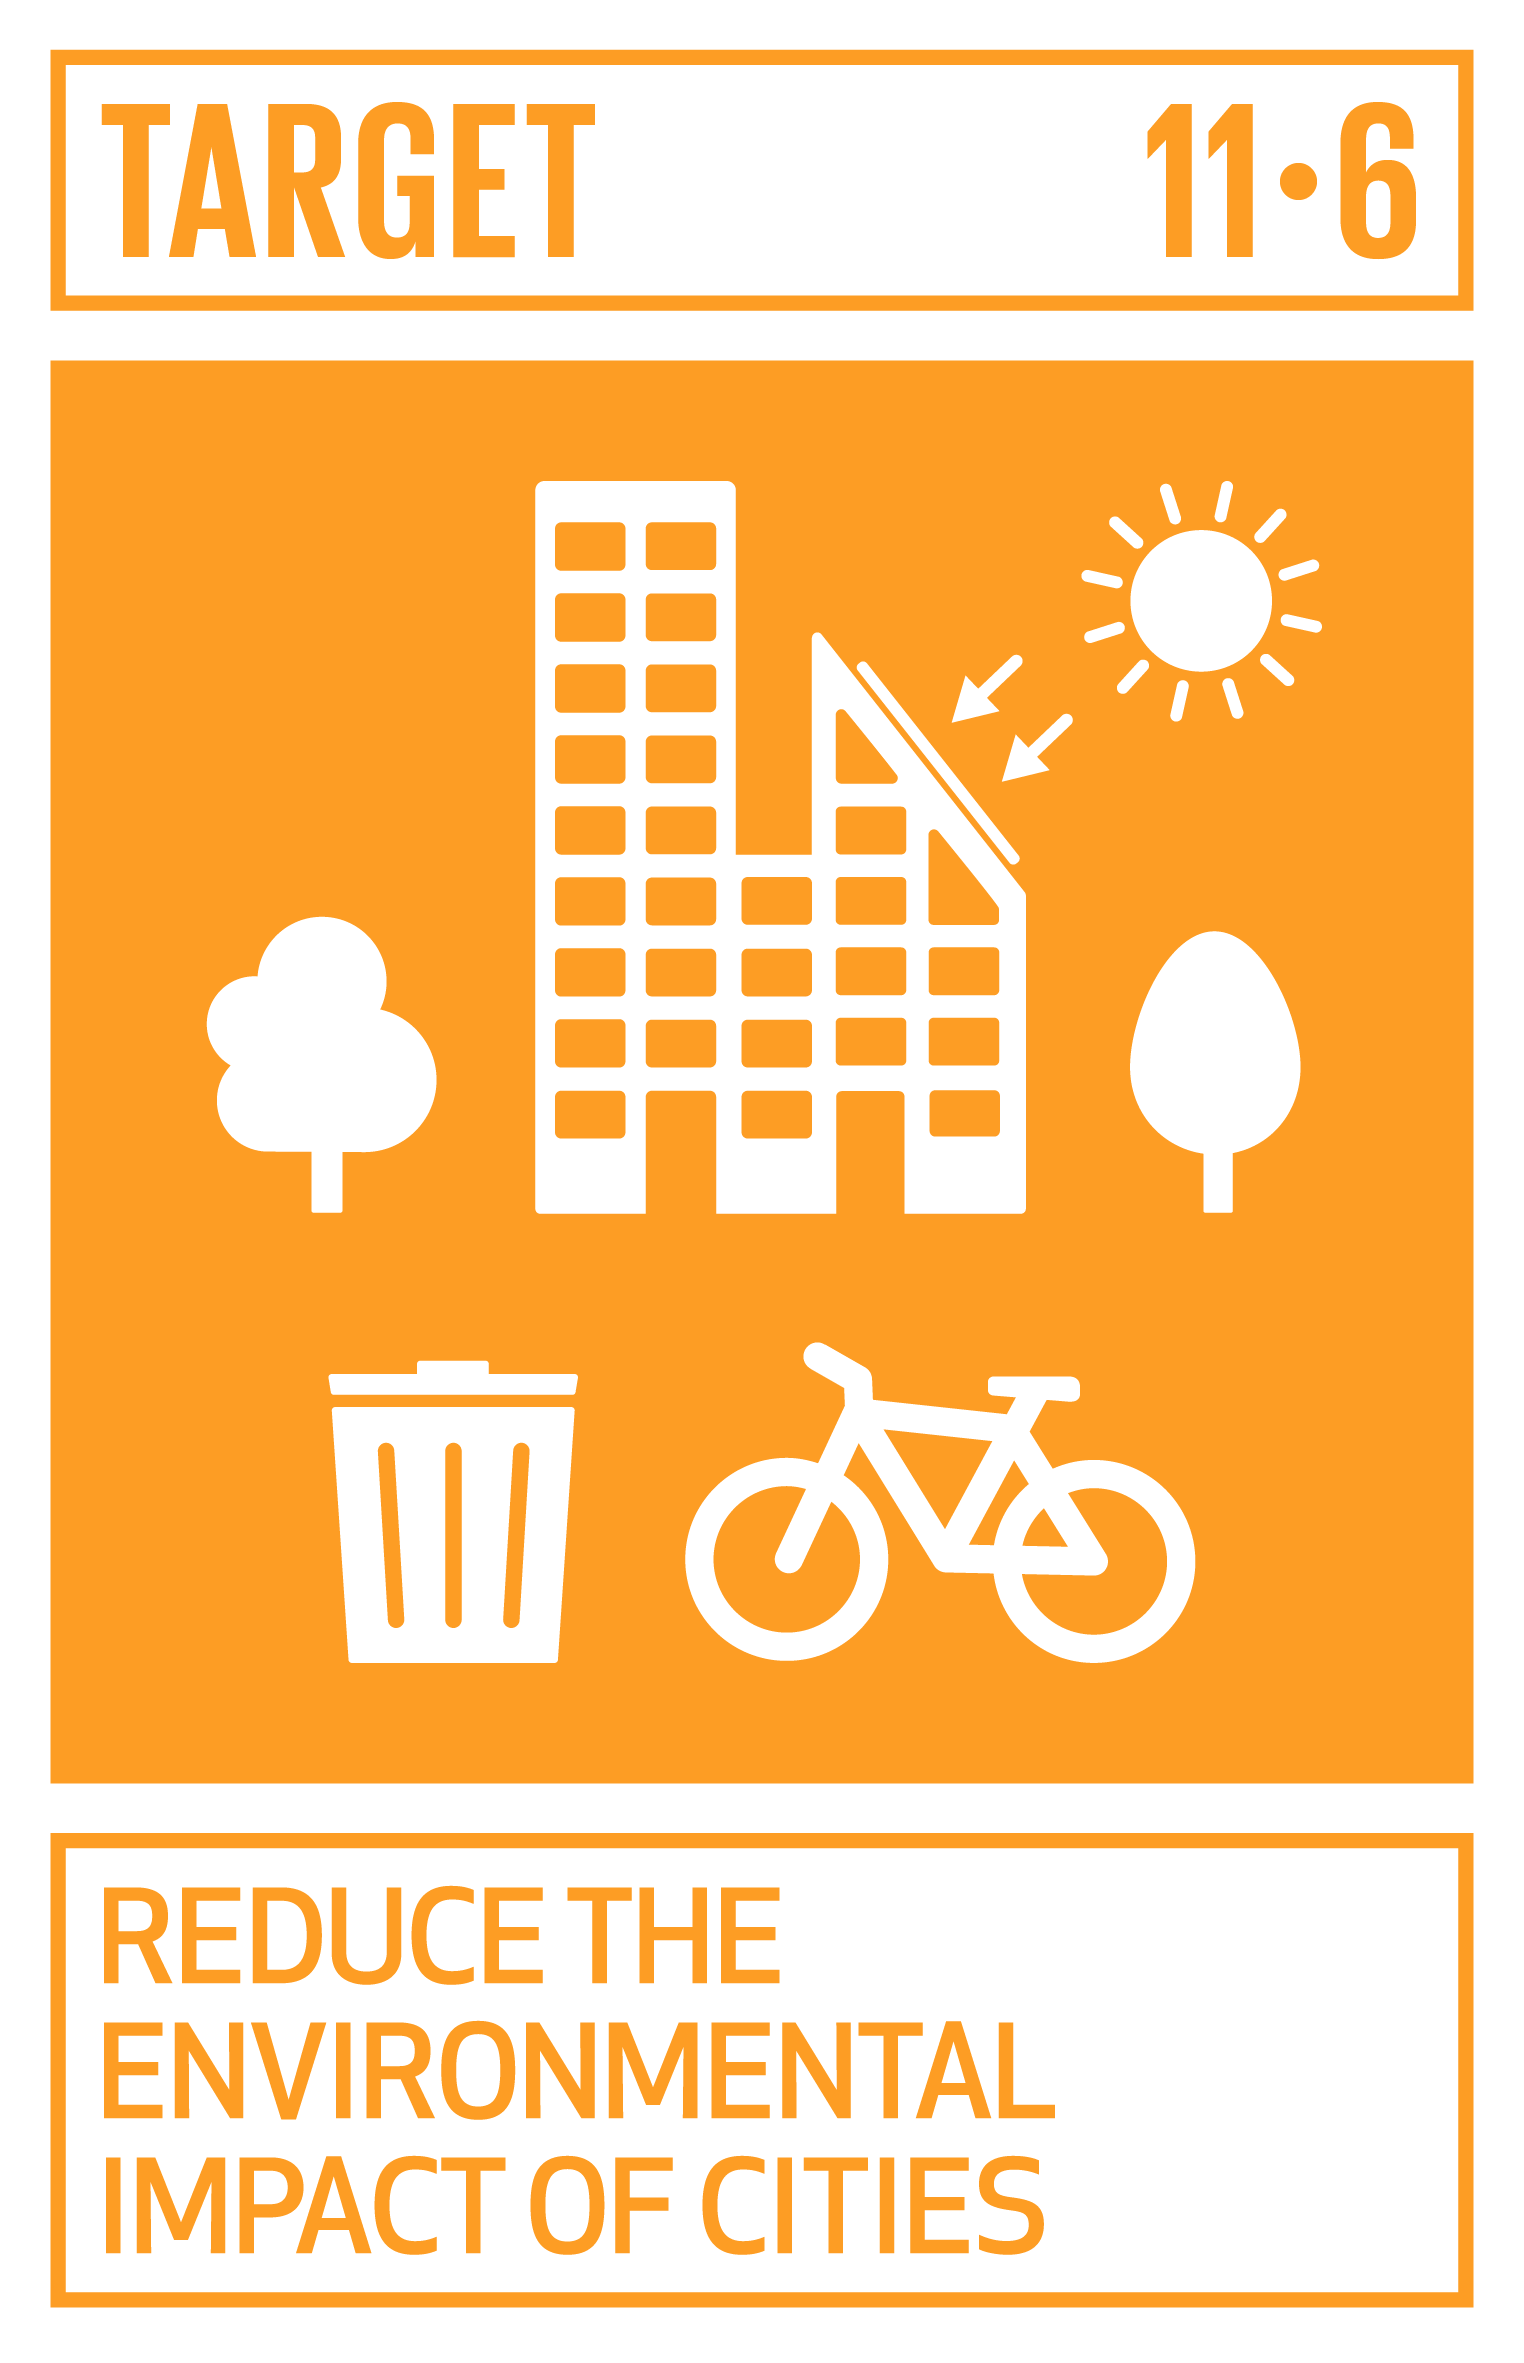 TARGET 11·6
REDUCE THE
ENVIRONMENTAL
IMPACT OF CITIES